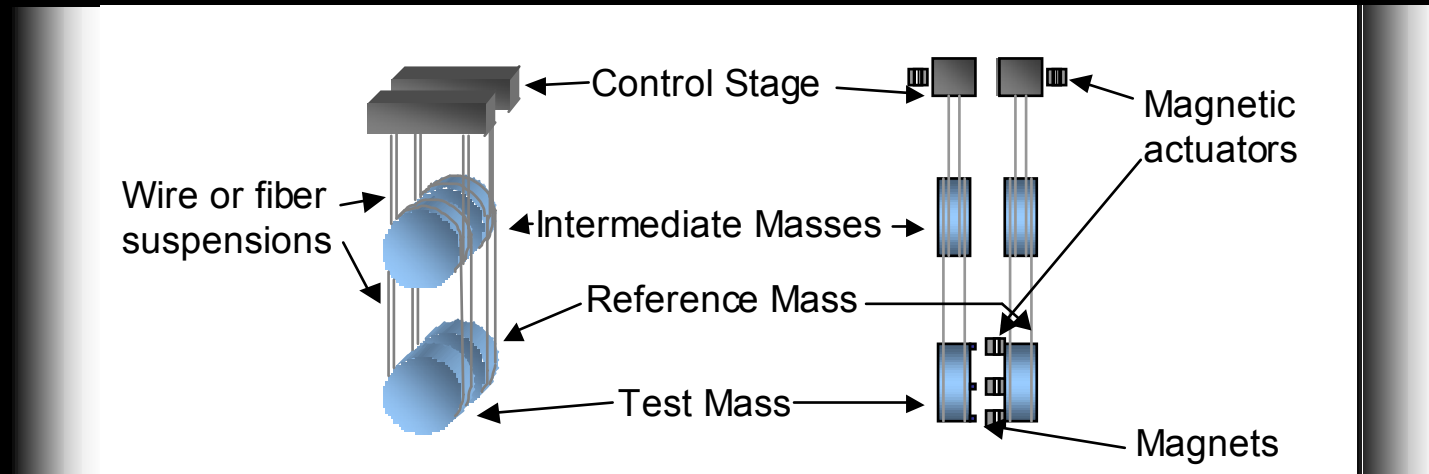 Control Stage
Magnetic
actuators
Wire or fiber
suspensions
Intermediate Masses
Reference Mass
Test Mass
Magnets